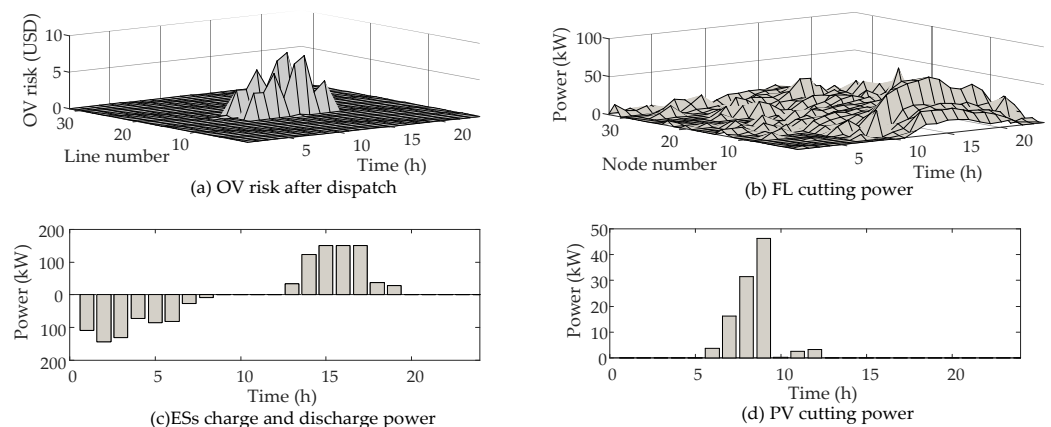 OV risk (USD)
10
5
0
30
20
10
Line number
5
10
15
20
Time (h)
(a) OV risk after dispatch
Power (kW)
100
50
0
30
20
10
Node number
5
10
15
20
Time (h)
(b) FL cutting power
Power (kW)
200
100
0
100
200
0
5
10
15
20
Time (h)
(c)ESs charge and discharge power
Power (kW)
50
40
30
20
10
0
0
5
10
15
20
Time (h)
(d) PV cutting power